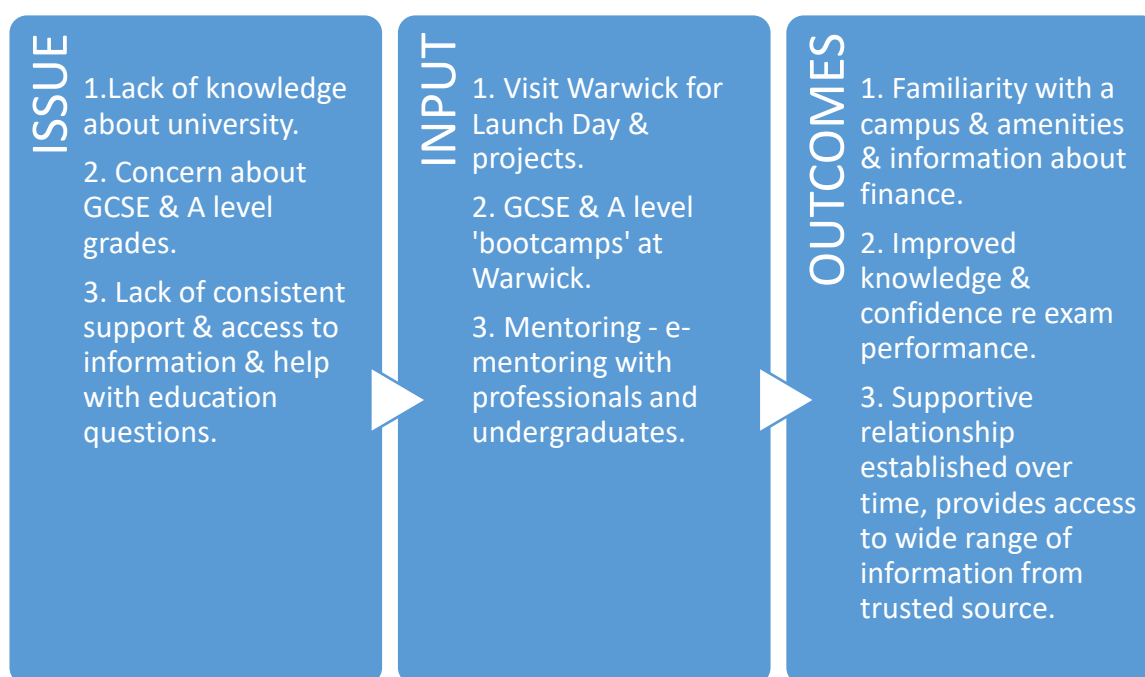 ISSUE
1.Lack of knowledge
about university.
2. Concern about
GCSE & A level
grades.
3. Lack of consistent
support & access to
information & help
with education
questions.
INPUT
1. Visit Warwick for
Launch Day &
projects.
2. GCSE & A level
'bootcamps' at
Warwick.
3. Mentoring - e-
mentoring with
professionals and
undergraduates.
OUTCOMES
1. Familiarity with a
campus & amenities
& information about
finance.
2. Improved
knowledge &
confidence re exam
performance.
3. Supportive
relationship
established over
time, provides access
to wide range of
information from
trusted source.